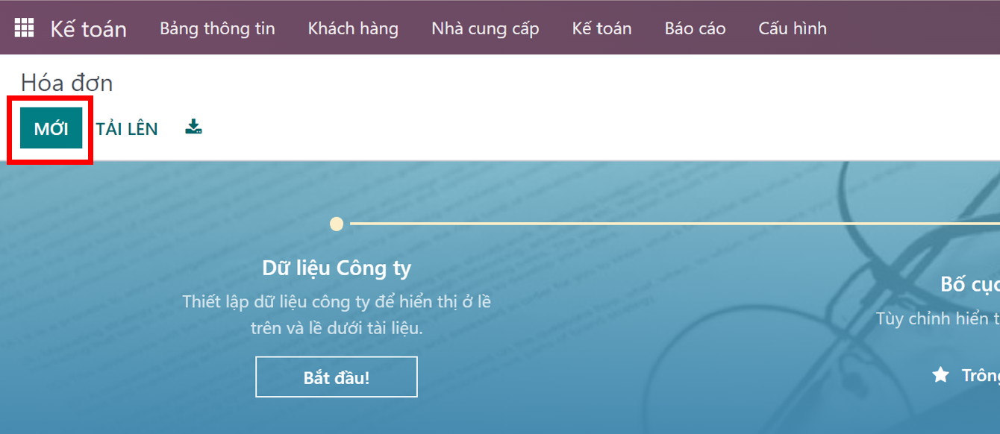 Kế toán Bảng thông tin Khách hàng Nhà cung cấp Kế toán Báo cáo Cấu hình
Hóa đơn
MỚI TẢI LÊN
Dữ liệu Công ty
Thiết lập dữ liệu công ty để hiển thị ở lề
trên và lề dưới tài liệu.
Bắt đầu!
Bố cục
Tùy chỉnh hiển